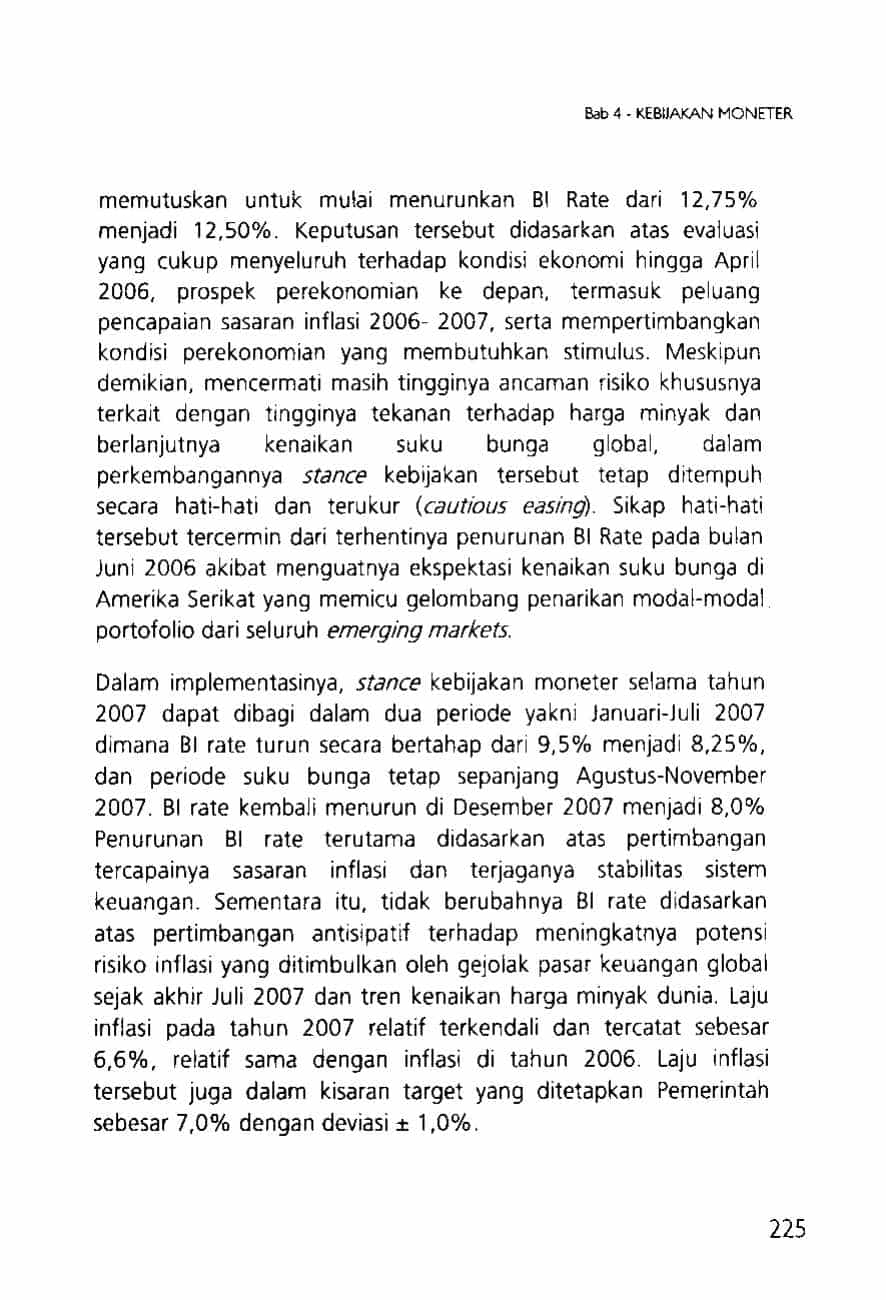 Bab 4 - KEBIJAKAN MONETER
memutuskan untuk mulai menurunkan BI Rate dari 12,75%
menjadi 12,50%. Keputusan tersebut didasarkan atas evaluasi
yang cukup menyeluruh terhadap kondisi ekonomi hingga April
2006, prospek perekonomian ke depan, termasuk peluang
pencapaian sasaran inflasi 2006- 2007, serta mempertimbangkan
kondisi perekonomian yang membutuhkan stimulus. Meskipun
demikian, mencermati masih tingginya ancaman risiko khususnya
terkait dengan tingginya tekanan terhadap harga minyak dan
berlanjutnya kenaikan suku bunga global, dalam
perkembangannya stance kebijakan tersebut tetap ditempuh
secara hati-hati dan terukur (cautious easing). Sikap hati-hati
tersebut tercermin dari terhentinya penurunan BI Rate pada bulan
Juni 2006 akibat menguatnya ekspektasi kenaikan suku bunga di
Amerika Serikat yang memicu gelombang penarikan modal-modal
portofolio dari seluruh emerging markets.
Dalam implementasinya, stance kebijakan moneter selama tahun
2007 dapat dibagi dalam dua periode yakni Januari-Juli 2007
dimana BI rate turun secara bertahap dari 9,5% menjadi 8,25%,
dan periode suku bunga tetap sepanjang Agustus-November
2007. BI rate kembali menurun di Desember 2007 menjadi 8,0%
Penurunan BI rate terutama didasarkan atas pertimbangan
tercapainya sasaran inflasi dan terjaganya stabilitas sistem
keuangan. Sementara itu, tidak berubahnya BI rate didasarkan
atas pertimbangan antisipatif terhadap meningkatnya potensi
risiko inflasi yang ditimbulkan oleh gejolak pasar keuangan global
sejak akhir Juli 2007 dan tren kenaikan harga minyak dunia. Laju
inflasi pada tahun 2007 relatif terkendali dan tercatat sebesar
6,6%, relatif sama dengan inflasi di tahun 2006. Laju inflasi
tersebut juga dalam kisaran target yang ditetapkan Pemerintah
sebesar 7,0% dengan deviasi ± 1,0%.
225